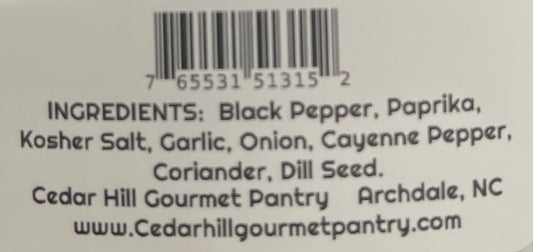 7 65531 51315 2
INGREDIENTS: Black Pepper, Paprika,
Kosher Salt, Garlic, Onion, Cayenne Pepper,
Coriander, Dill Seed.
Cedar Hill Gourmet Pantry Archdale, NC
www.Cedarhillgourmetpantry.com